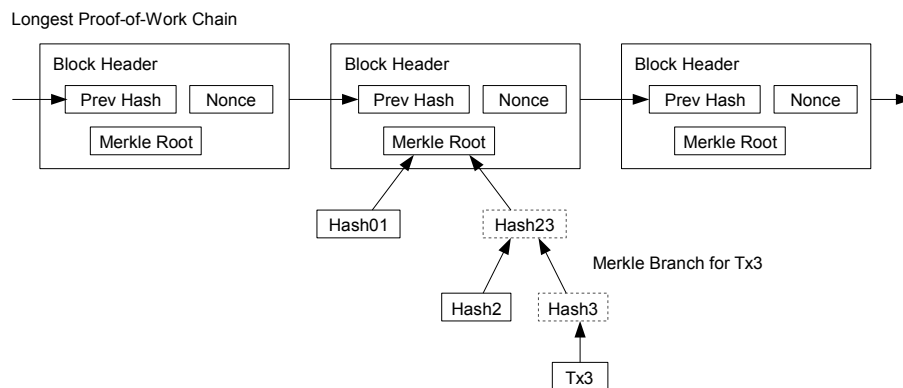 Longest Proof-of-Work Chain
Block Header
Prev Hash
Nonce
Merkle Root
Block Header
Prev Hash
Nonce
Merkle Root
Block Header
Prev Hash
Nonce
Merkle Root
Hash01
Hash23
Merkle Branch for Tx3
Hash2
Hash3
Tx3